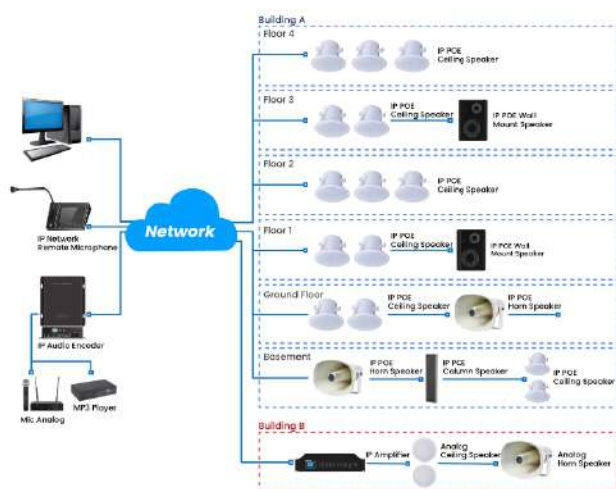 Building A
Floor 4
IP POE
Ceiling Speaker
Floor 3
IP POE
Ceiling Speaker
IP POE Wall
Mount Speaker
Floor 2
IP POE
Ceiling Speaker
Floor 1
IP POE
Ceiling Speaker
IP POE Wall
Mount Speaker
Ground Floor
IP POE
Ceiling Speaker
IP POE
Horn Speaker
Basement
IP POE
Horn Speaker
IP POE
Column Speaker
IP POE
Ceiling Speaker
Building B
IP Amplifier
Analog
Ceiling Speaker
Analog
Horn Speaker
Network
IP Network
Remote Microphone
IP Audio Encoder
Mic Analog
MP3 Player